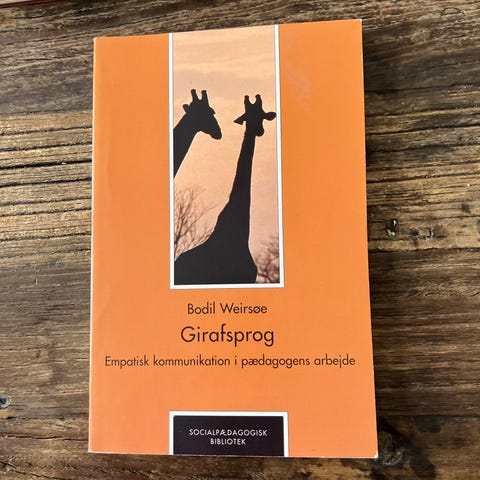 Bodil Weirsøe
Girafsprog
Empatisk kommunikation i pædagogens arbejde
SOCIALPÆDAGOGISK
BIBLIOTEK